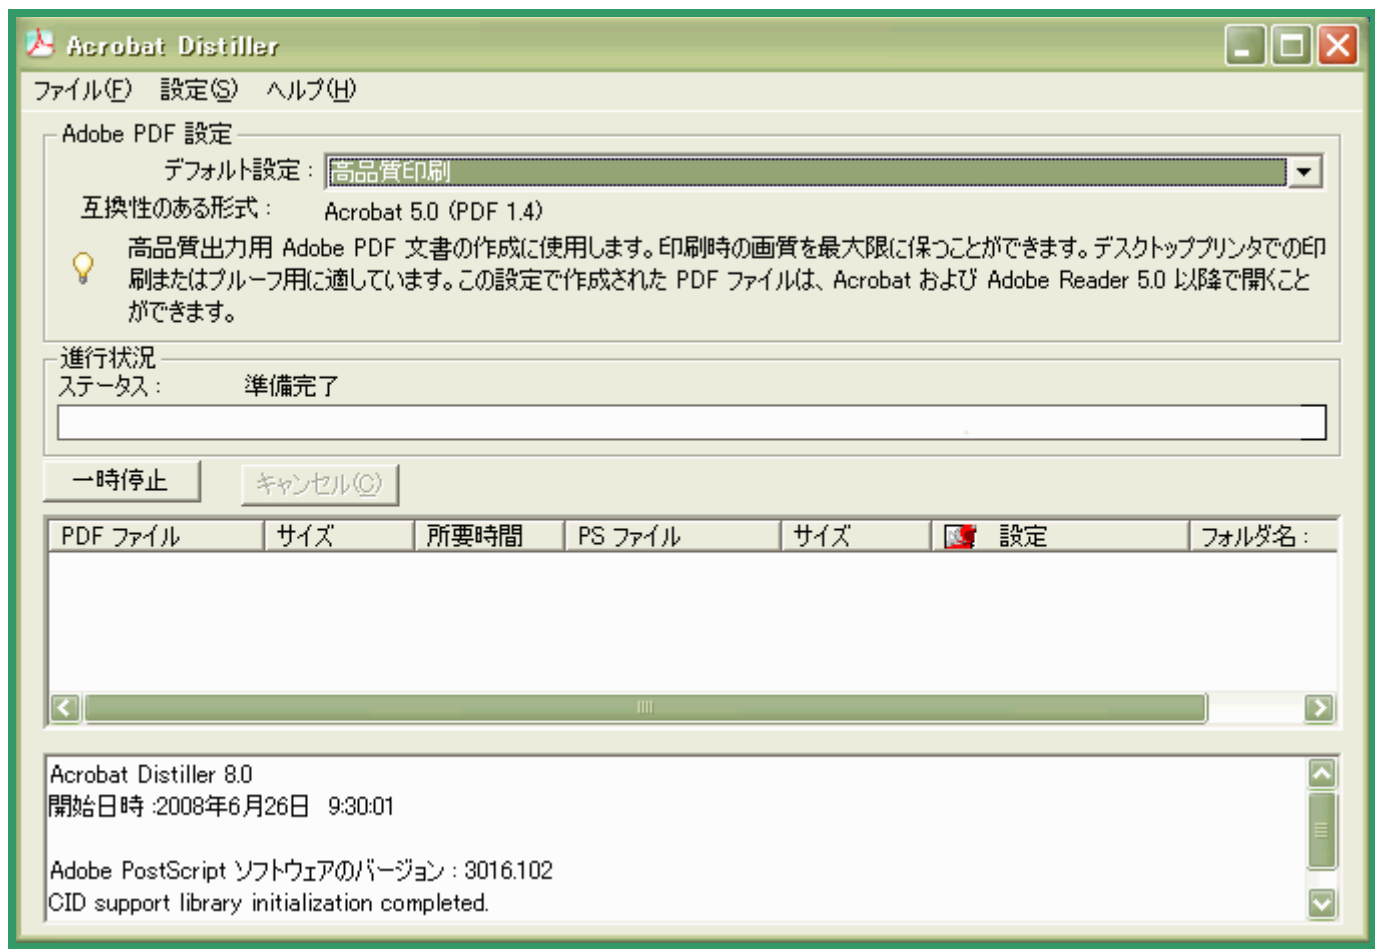 Acrobat Distiller
ファイル(F) 設定(S) ヘルプ(H)
Adobe PDF 設定
デフォルト設定： 高品質印刷
互換性のある形式： Acrobat 5.0 (PDF 1.4)
高品質出力用 Adobe PDF 文書の作成に使用します。印刷時の画質を最大限に保つことができます。デスクトッププリンタでの印
刷またはプルーフ用に適しています。この設定で作成された PDF ファイルは、Acrobat および Adobe Reader 5.0 以降で開くこと
ができます。
進行状況
ステータス： 準備完了
一時停止 キャンセル(C)
PDF ファイル サイズ 所要時間 PS ファイル サイズ 設定 フォルダ名：
Acrobat Distiller 8.0
開始日時 :2008年6月26日 9:30:01
Adobe PostScript ソフトウェアのバージョン : 3016.102
CID support library initialization completed.